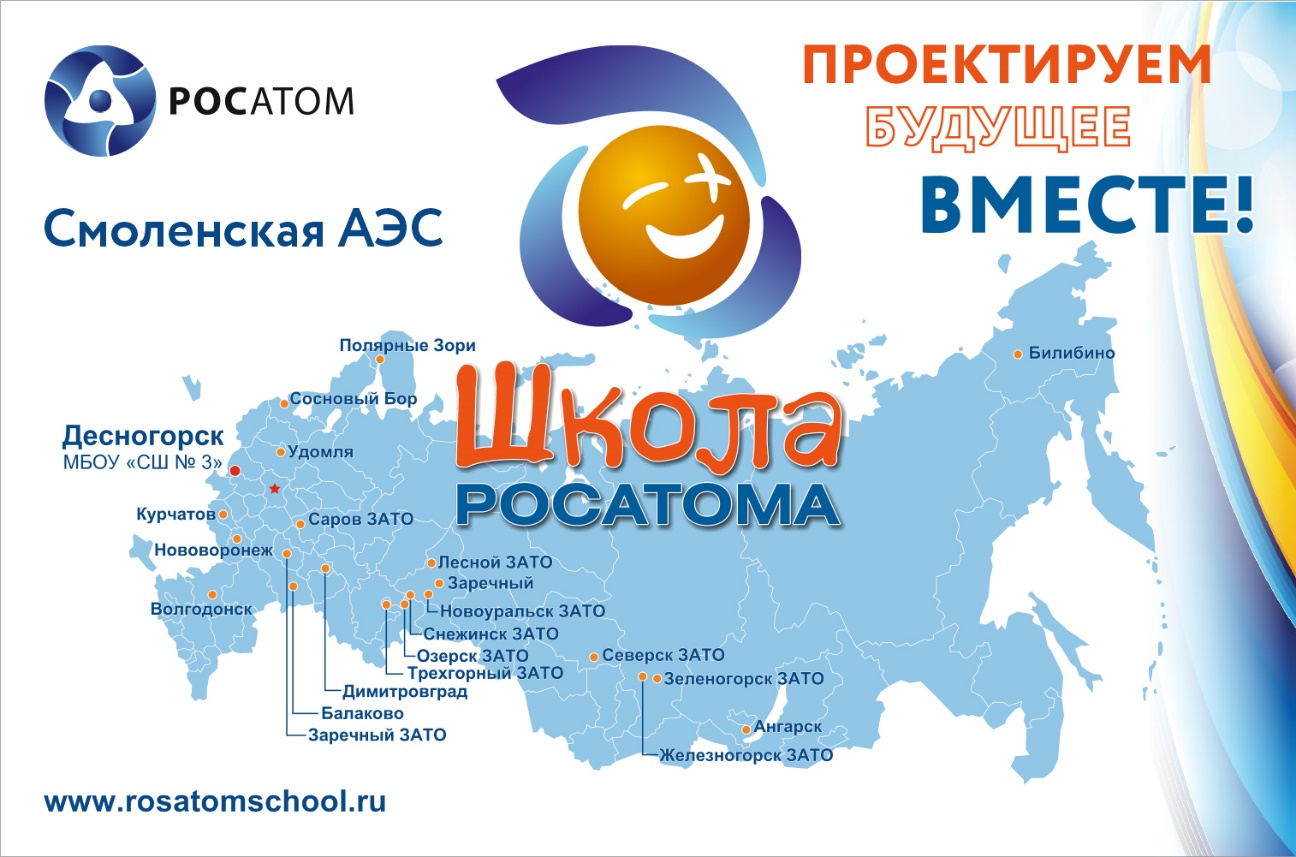 РОСАТОМ
Смоленская АЭС
ПРОЕКТИРУЕМ
БУДУЩЕЕ
ВМЕСТЕ!
Школа
РОСАТОМА
Полярные Зори
Билибино
Сосновый Бор
Десногорск
МБОУ «СШ № 3»
Удомля
Курчатов
Саров ЗАТО
Нововоронеж
Лесной ЗАТО
Заречный
Волгодонск
Новоуральск ЗАТО
Снежинск ЗАТО
Озерск ЗАТО
Северск ЗАТО
Трехгорный ЗАТО
Зеленогорск ЗАТО
Димитровград
Балаково
Ангарск
Заречный ЗАТО
Железногорск ЗАТО
www.rosatomschool.ru